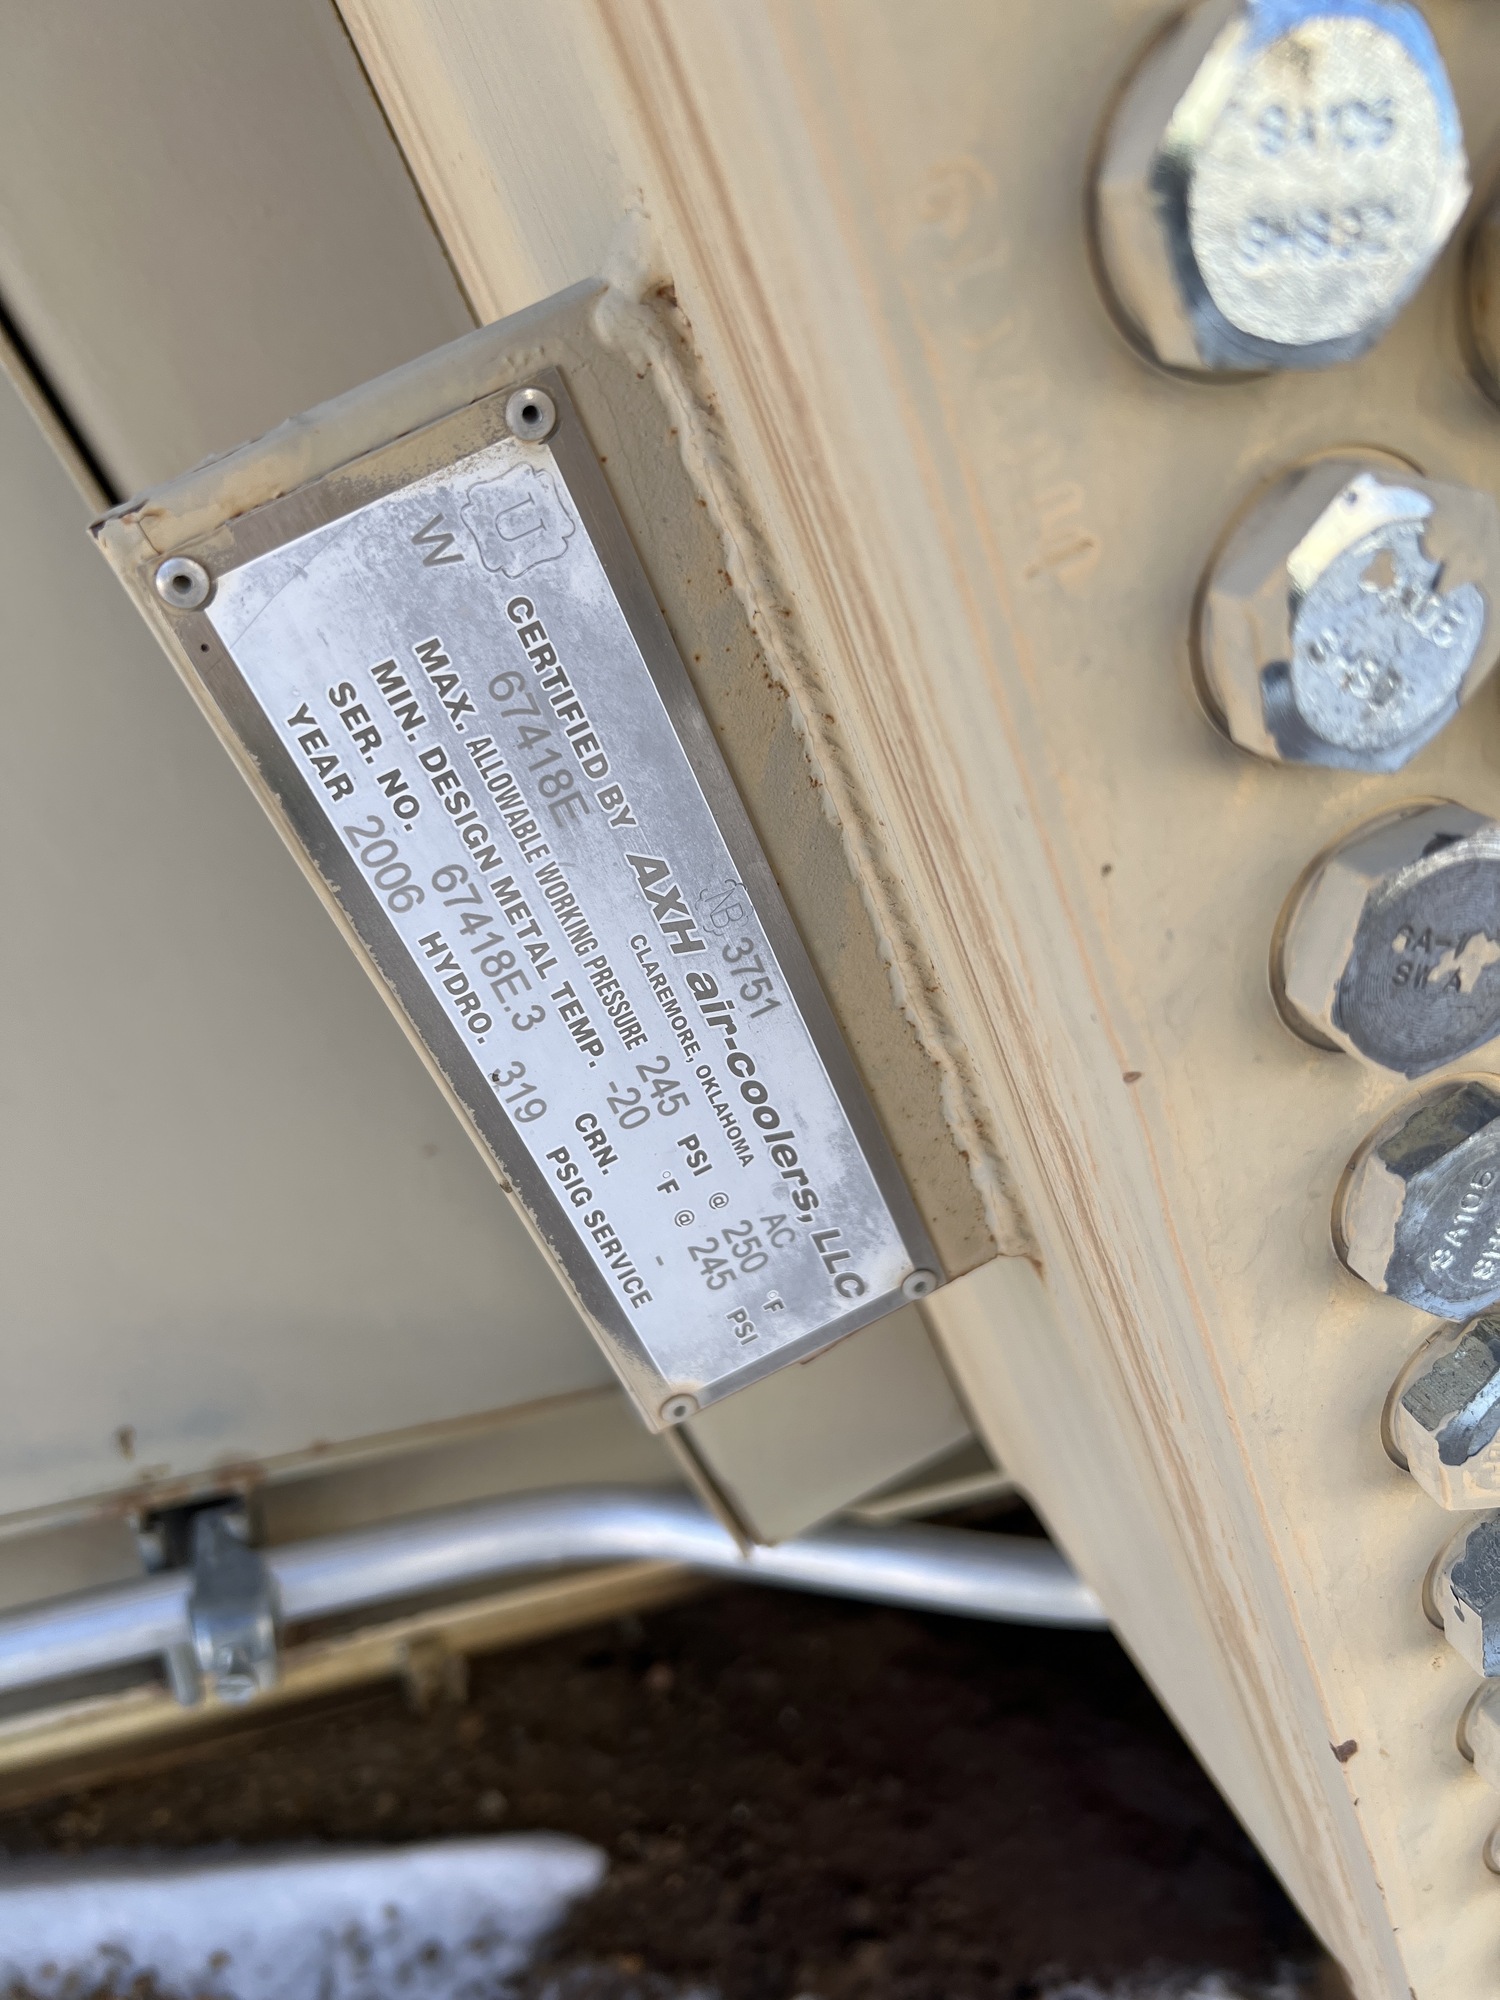 U
W
NB 3751
CERTIFIED BY AXH air-coolers, LLC
CLAREMORE, OKLAHOMA
67418E
AC
MAX. ALLOWABLE WORKING PRESSURE 245 PSI @ 250 °F
MIN. DESIGN METAL TEMP. -20 °F @ 245 PSI
SER. NO. 67418E.3 CRN. -
YEAR 2006 HYDRO. 319 PSIG SERVICE
SA105